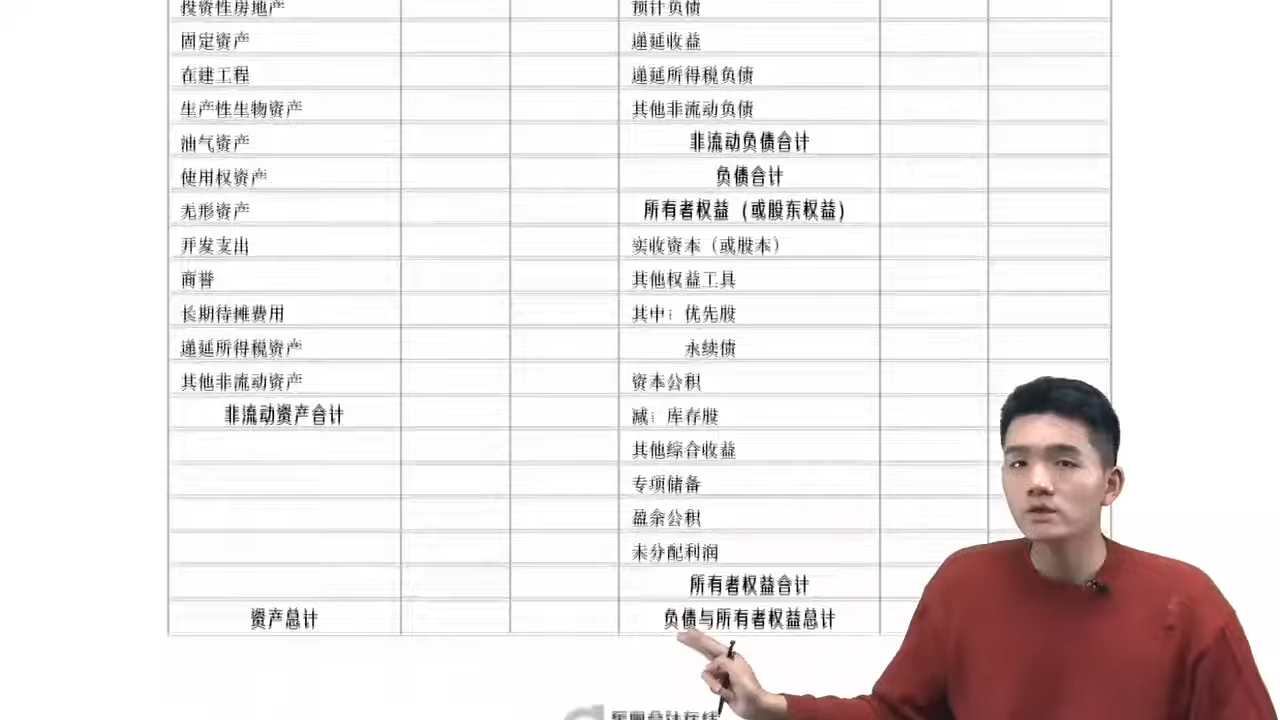 投资性房地产
预计负债
固定资产
递延收益
在建工程
递延所得税负债
生产性生物资产
其他非流动负债
油气资产
非流动负债合计
使用权资产
负债合计
无形资产
所有者权益（或股东权益）
开发支出
实收资本（或股本）
商誉
其他权益工具
长期待摊费用
其中：优先股
递延所得税资产
永续债
其他非流动资产
资本公积
非流动资产合计
减：库存股
其他综合收益
专项储备
盈余公积
未分配利润
所有者权益合计
资产总计
负债与所有者权益总计